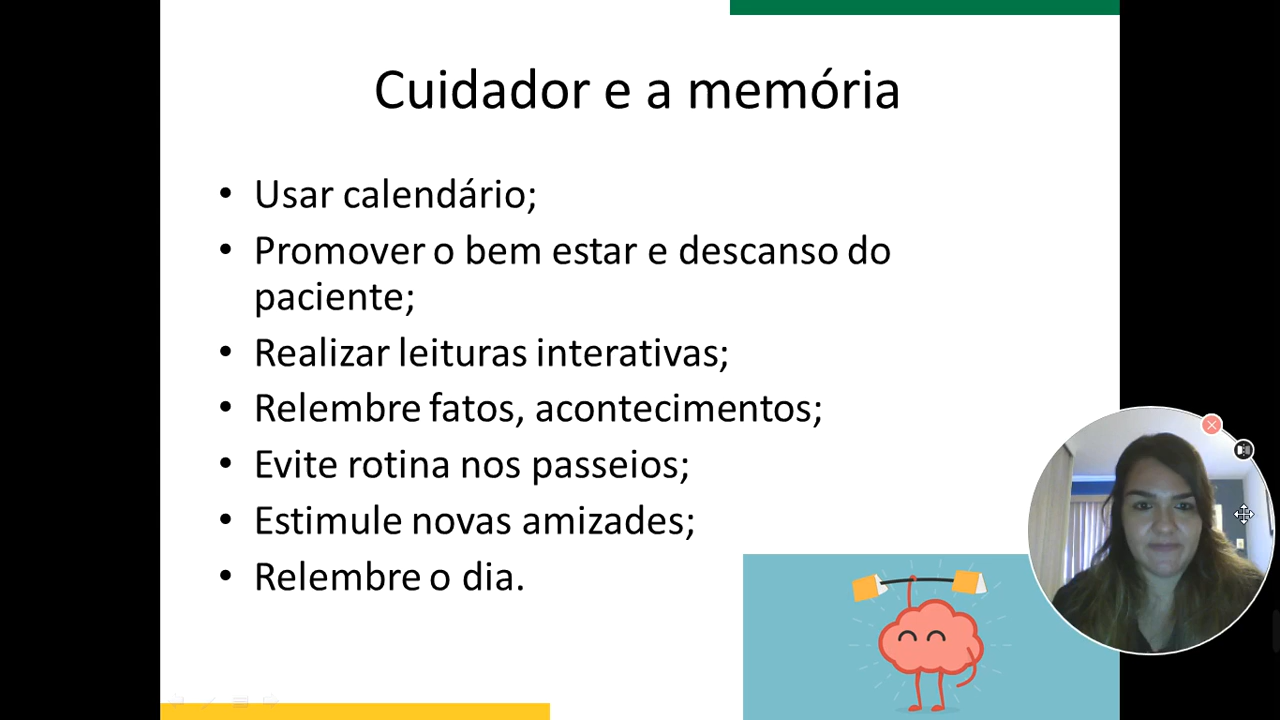 Cuidador e a memória
• Usar calendário;
• Promover o bem estar e descanso do
paciente;
• Realizar leituras interativas;
• Relembre fatos, acontecimentos;
• Evite rotina nos passeios;
• Estimule novas amizades;
• Relembre o dia.